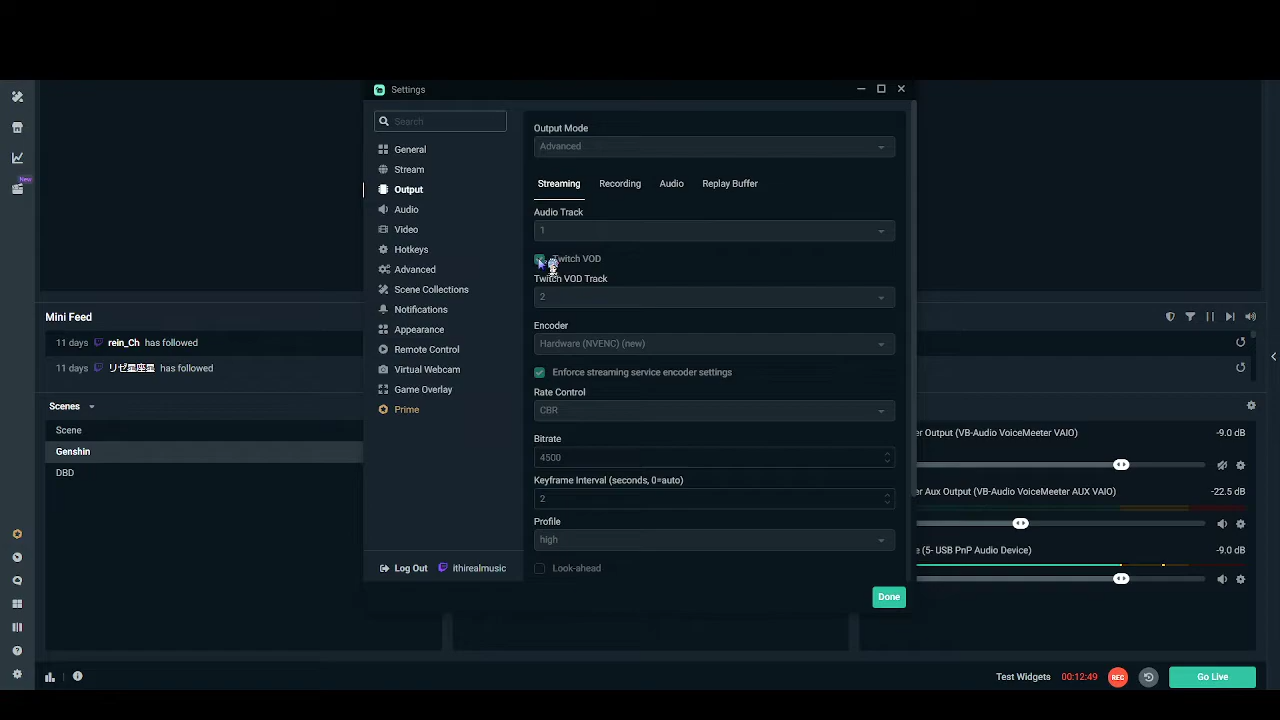 Settings
Search
General
Stream
Output
Audio
Video
Hotkeys
Advanced
Scene Collections
Notifications
Appearance
Remote Control
Virtual Webcam
Game Overlay
Prime
Log Out
ithirealmusic
Output Mode
Advanced
Streaming
Recording
Audio
Replay Buffer
Audio Track
1
Twitch VOD
Twitch VOD Track
2
Encoder
Hardware (NVENC) (new)
Enforce streaming service encoder settings
Rate Control
CBR
Bitrate
4500
Keyframe Interval (seconds, 0=auto)
2
Profile
high
Look-ahead
Done
New
Mini Feed
11 days rein_Ch has followed
11 days リゼ星座星 has followed
Scenes
Scene
Genshin
DBD
er Output (VB-Audio VoiceMeeter VAIO) -9.0 dB
er Aux Output (VB-Audio VoiceMeeter AUX VAIO) -22.5 dB
e (5- USB PnP Audio Device) -9.0 dB
Test Widgets
00:12:49
REC
Go Live